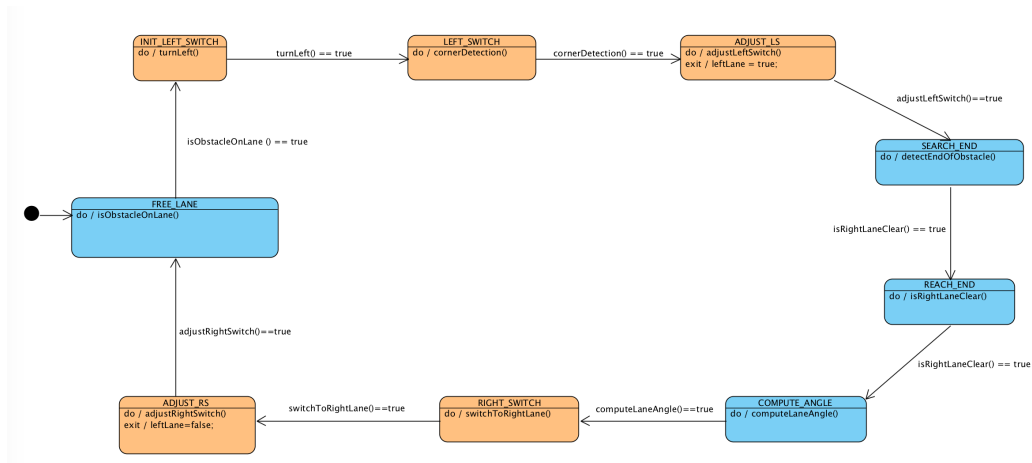 INIT_LEFT_SWITCH
do / turnLeft()
turnLeft() == true
LEFT_SWITCH
do / cornerDetection()
cornerDetection() == true
ADJUST_LS
do / adjustLeftSwitch()
exit / leftLane = true;
adjustLeftSwitch()==true
SEARCH_END
do / detectEndOfObstacle()
isObstacleOnLane () == true
FREE_LANE
do / isObstacleOnLane()
isRightLaneClear() == true
REACH_END
do / isRightLaneClear()
isRightLaneClear() == true
adjustRightSwitch()==true
ADJUST_RS
do / adjustRightSwitch()
exit / leftLane=false;
switchToRightLane()==true
RIGHT_SWITCH
do / switchToRightLane()
computeLaneAngle()==true
COMPUTE_ANGLE
do / computeLaneAngle()